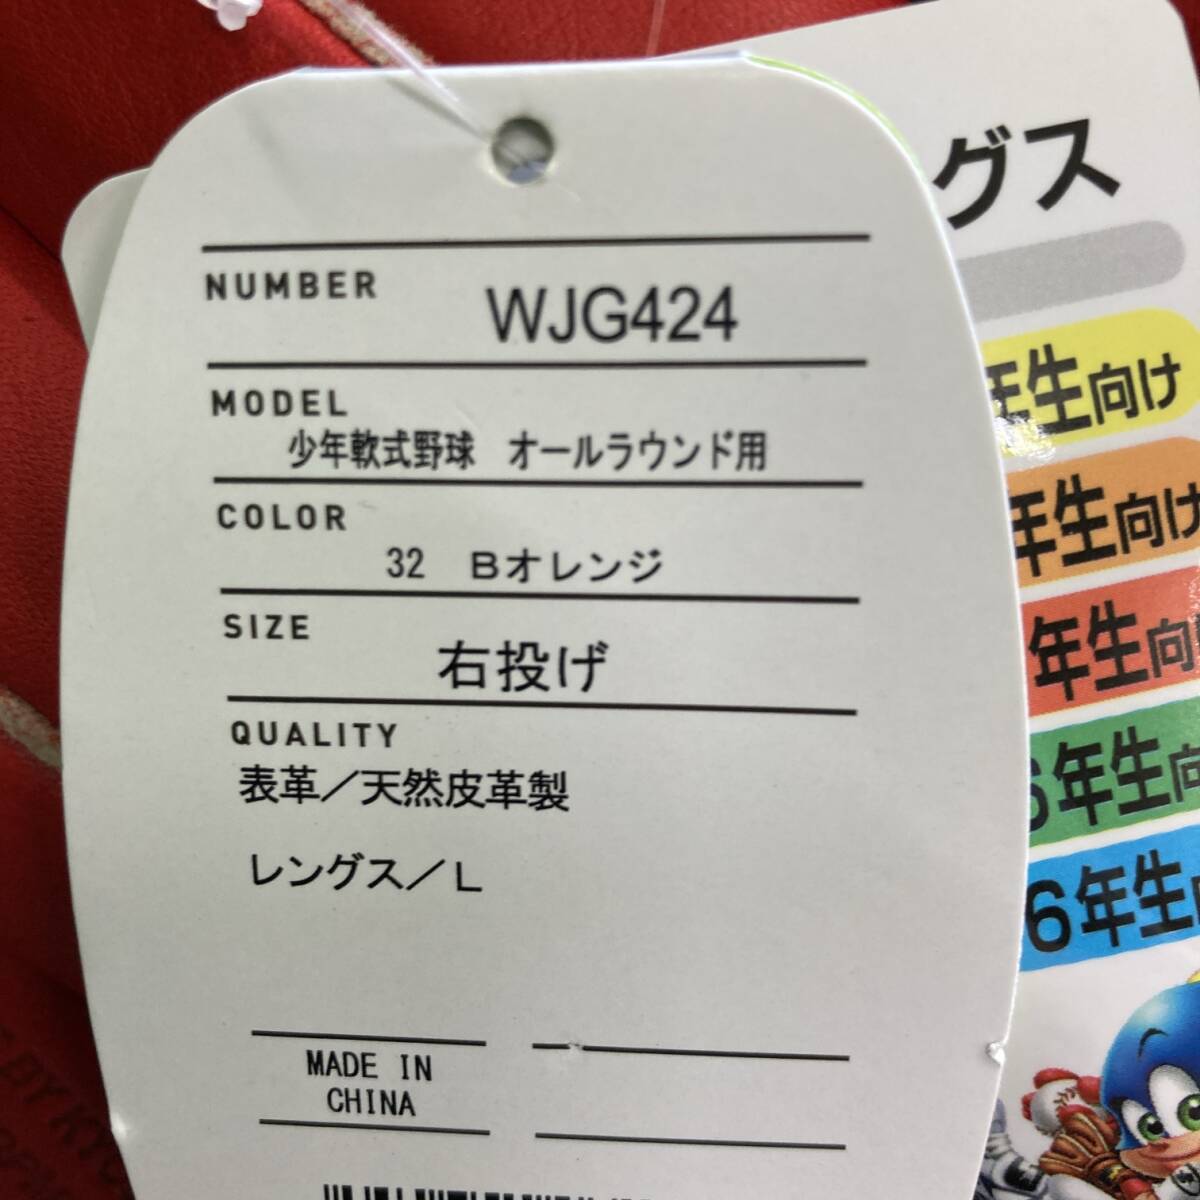 NUMBER
WJG424
MODEL
少年軟式野球　オールラウンド用
COLOR
32　Bオレンジ
SIZE
右投げ
QUALITY
表革／天然皮革製
レングス／L
MADE IN
CHINA
グス
年生向け
年生向け
年生向
6年生向
6年生